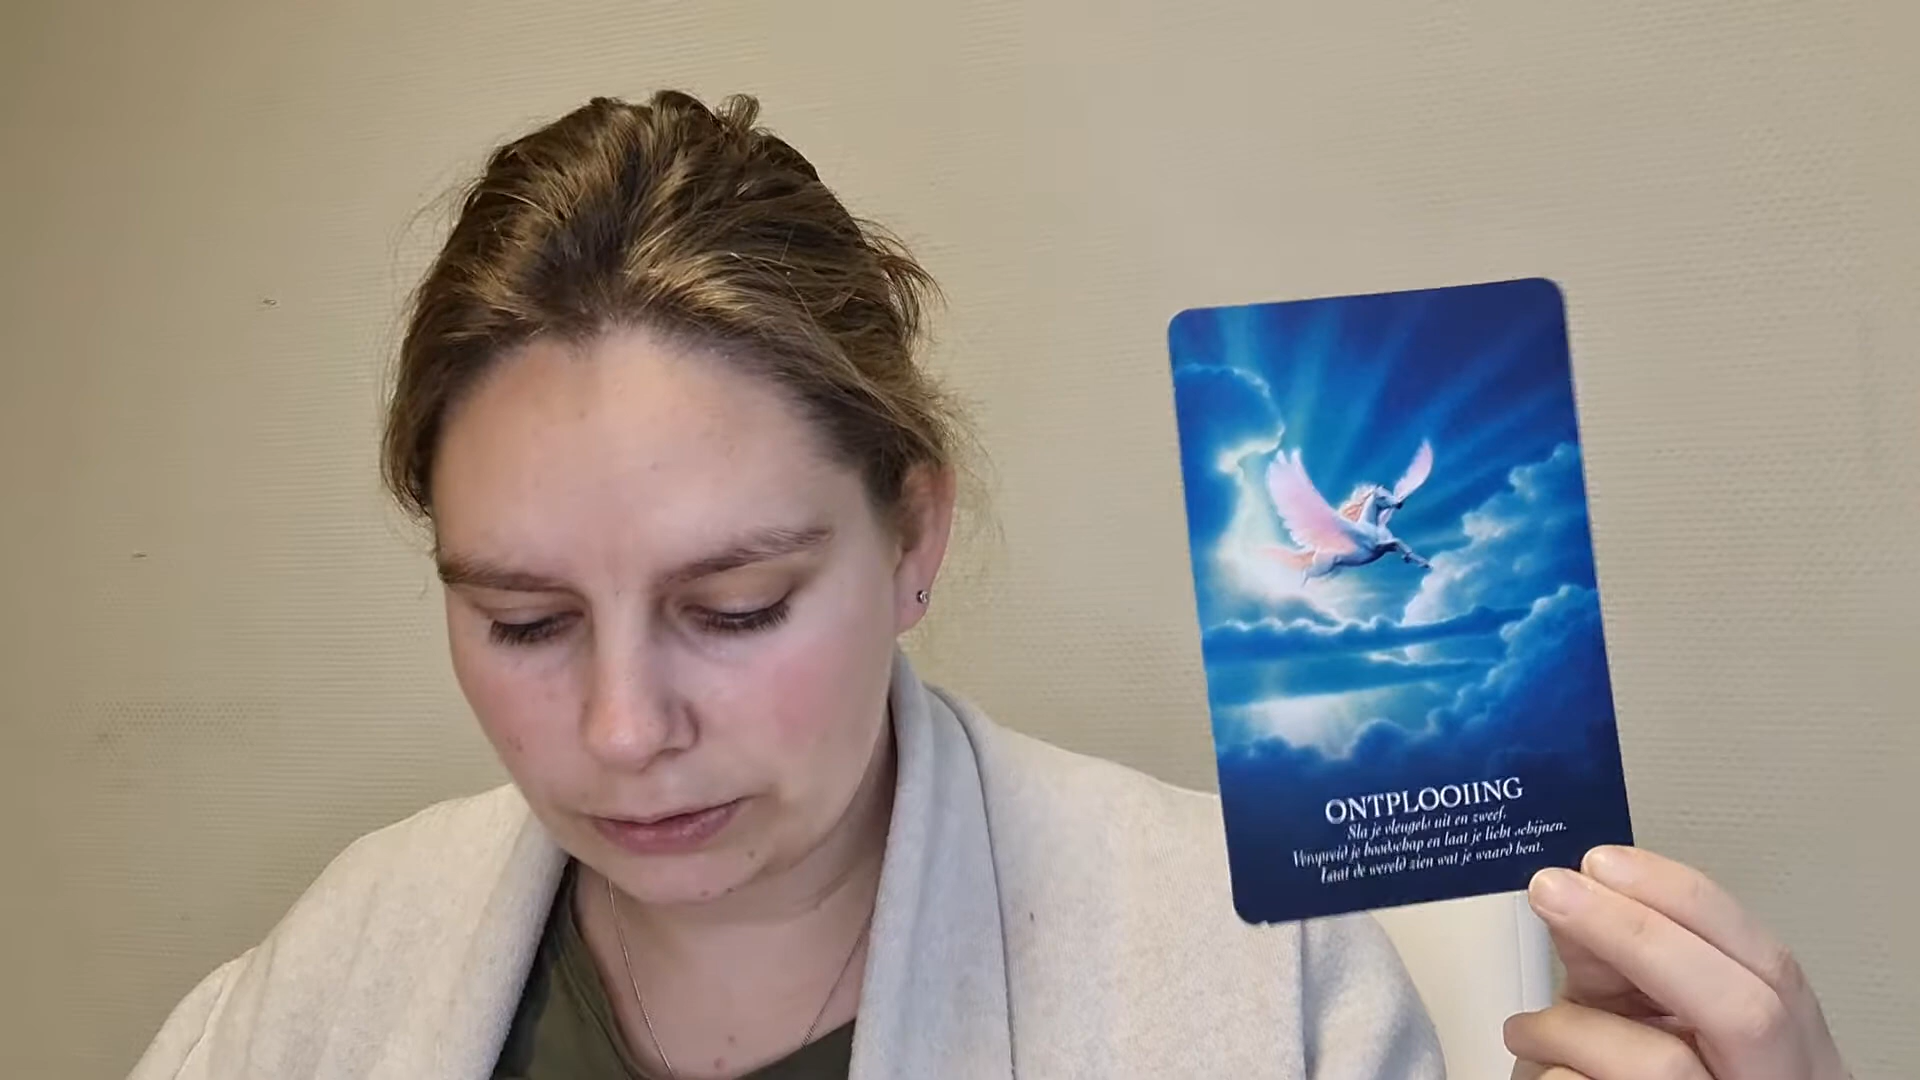 ONTPLOOIING
Sla je vleugels uit en zweef.
Verspreid je boodschap en laat je licht schijnen.
Laat de wereld zien wat je waard bent.